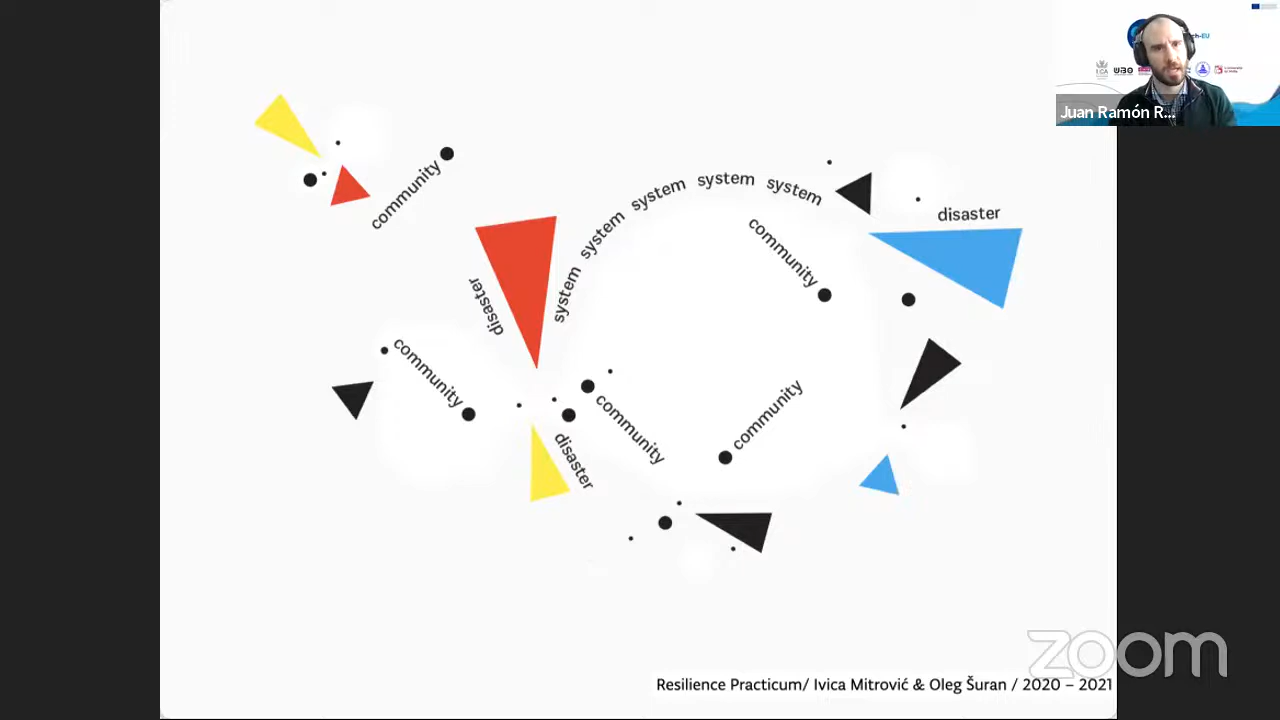 Juan Ramón R...
community
system system system system system
disaster
community
disaster
community
community
community
disaster
Resilience Practicum/ Ivica Mitrović & Oleg Šuran / 2020 – 2021
zoom